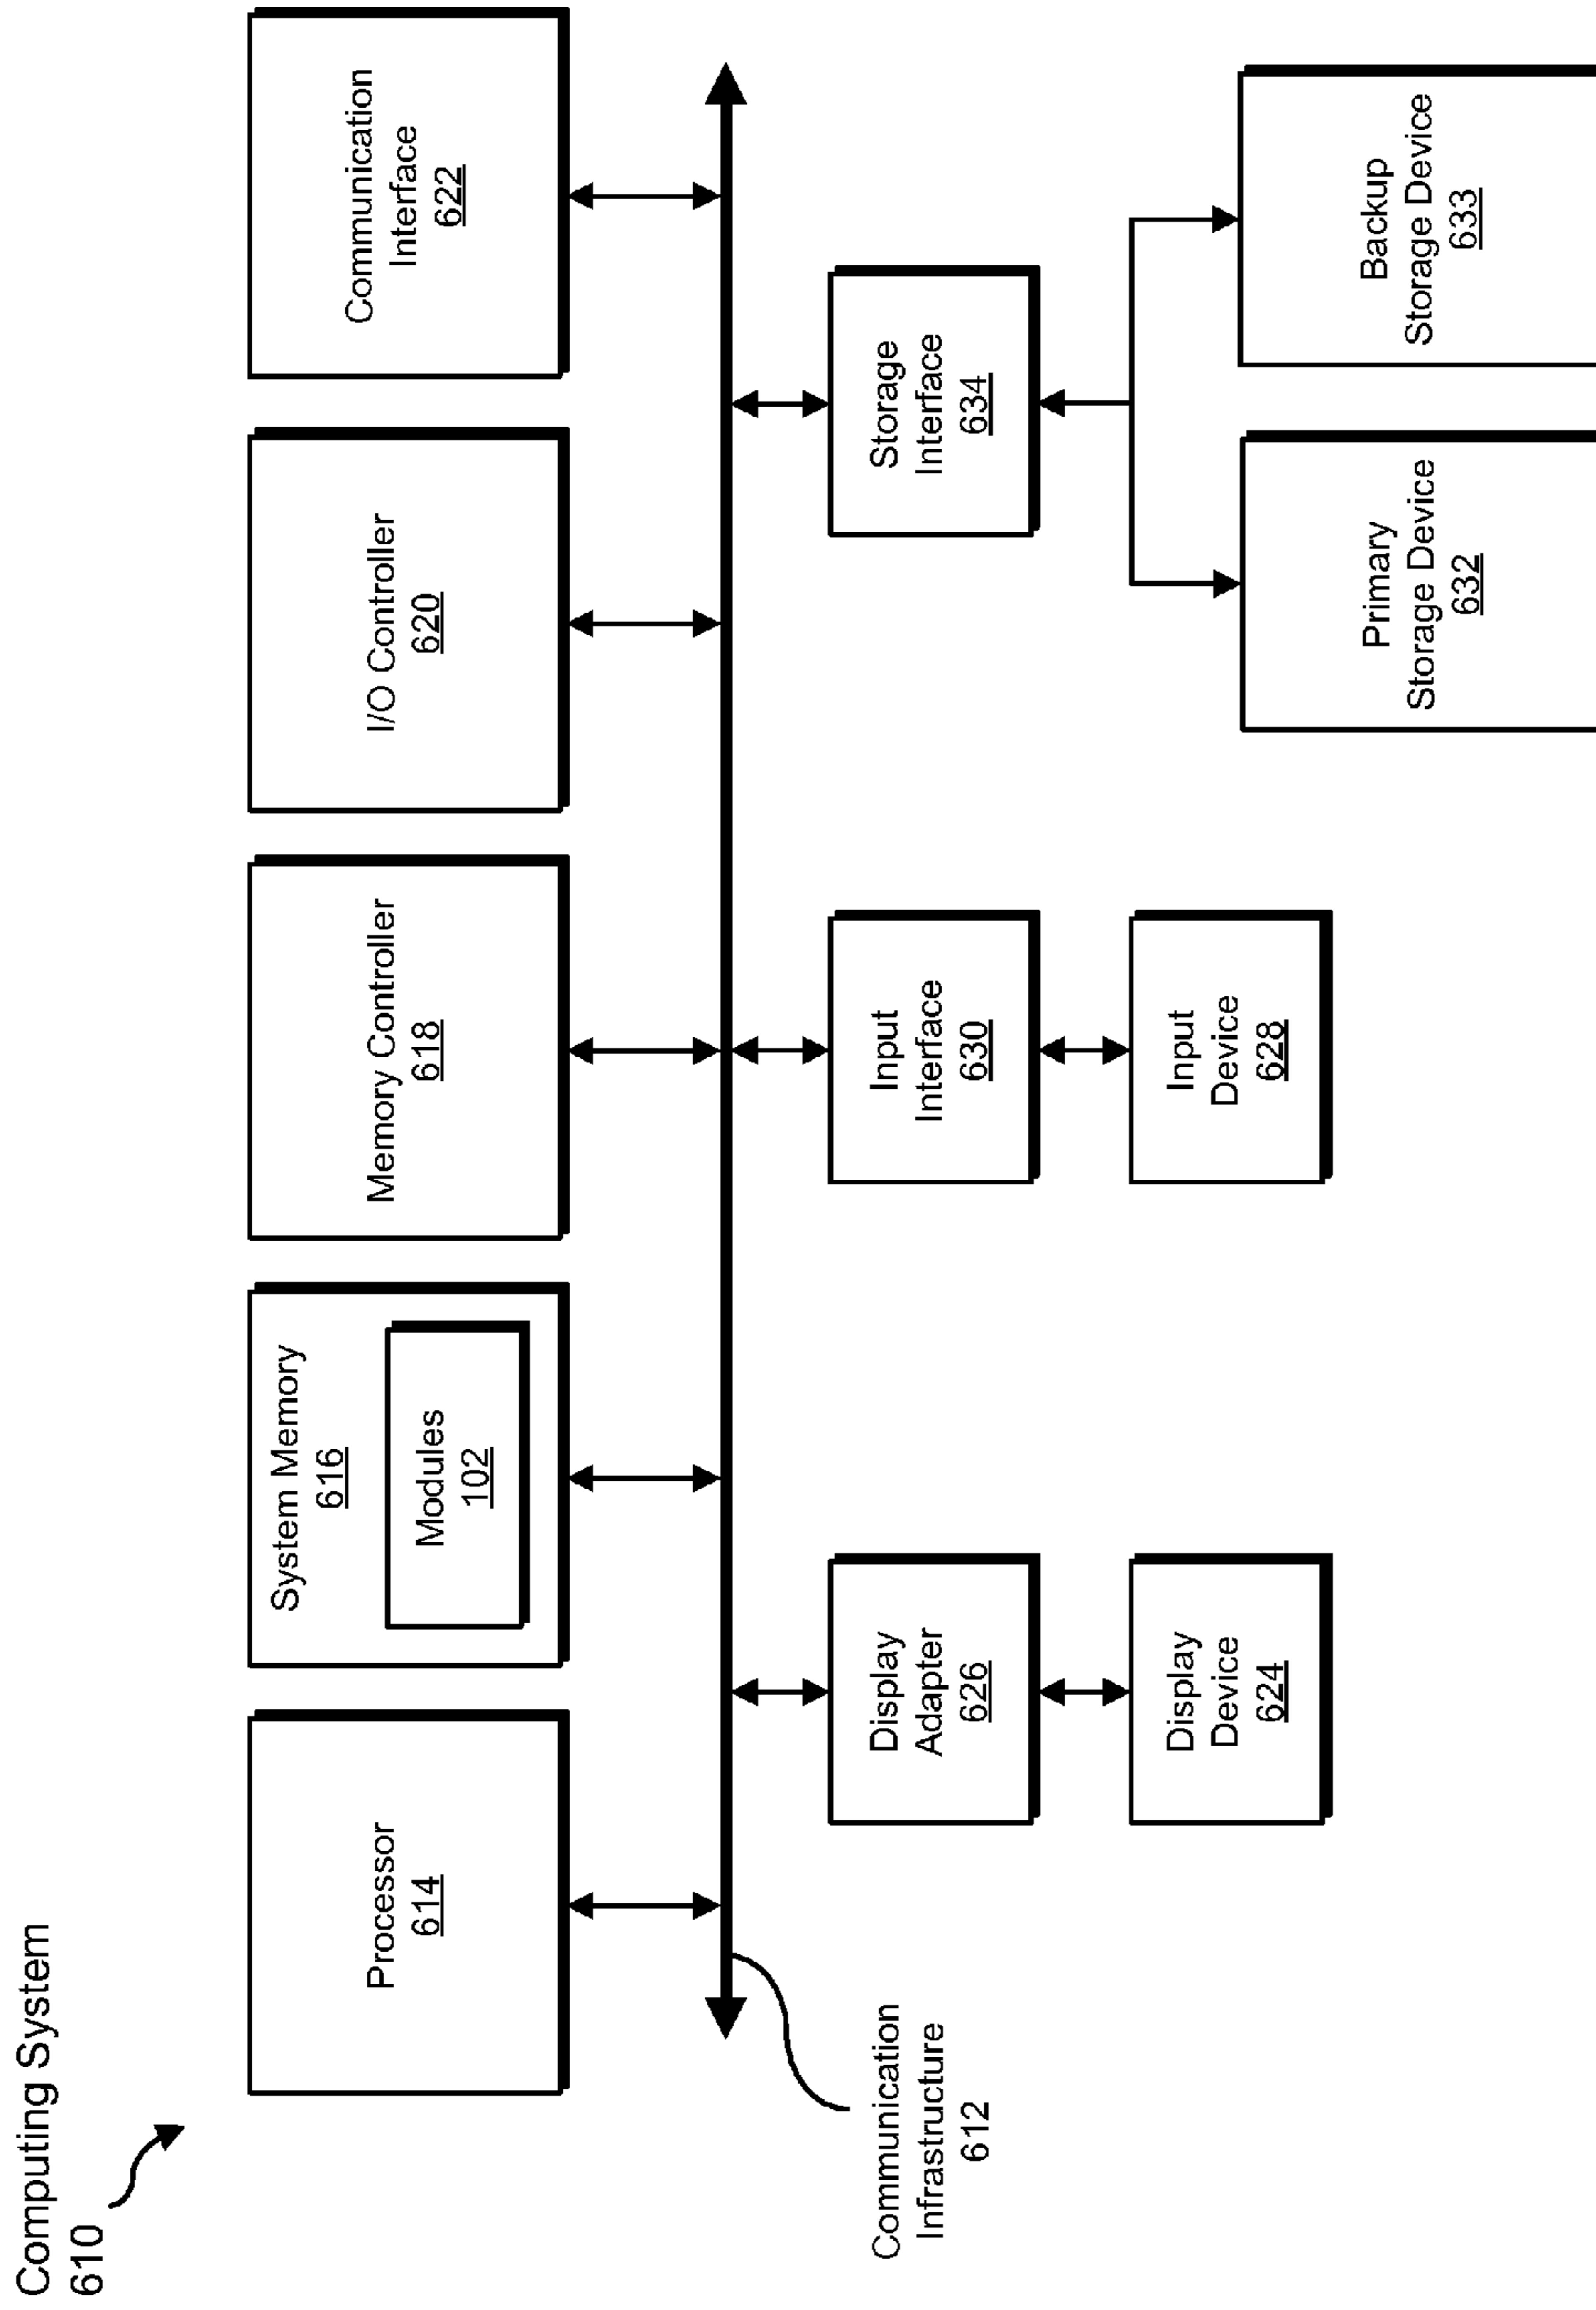 Computing System
610
Processor
614
System Memory
616
Modules
102
Memory Controller
618
I/O Controller
620
Communication
Interface
622
Communication
Infrastructure
612
Display
Adapter
626
Input
Interface
630
Storage
Interface
634
Display
Device
624
Input
Device
628
Primary
Storage Device
632
Backup
Storage Device
633